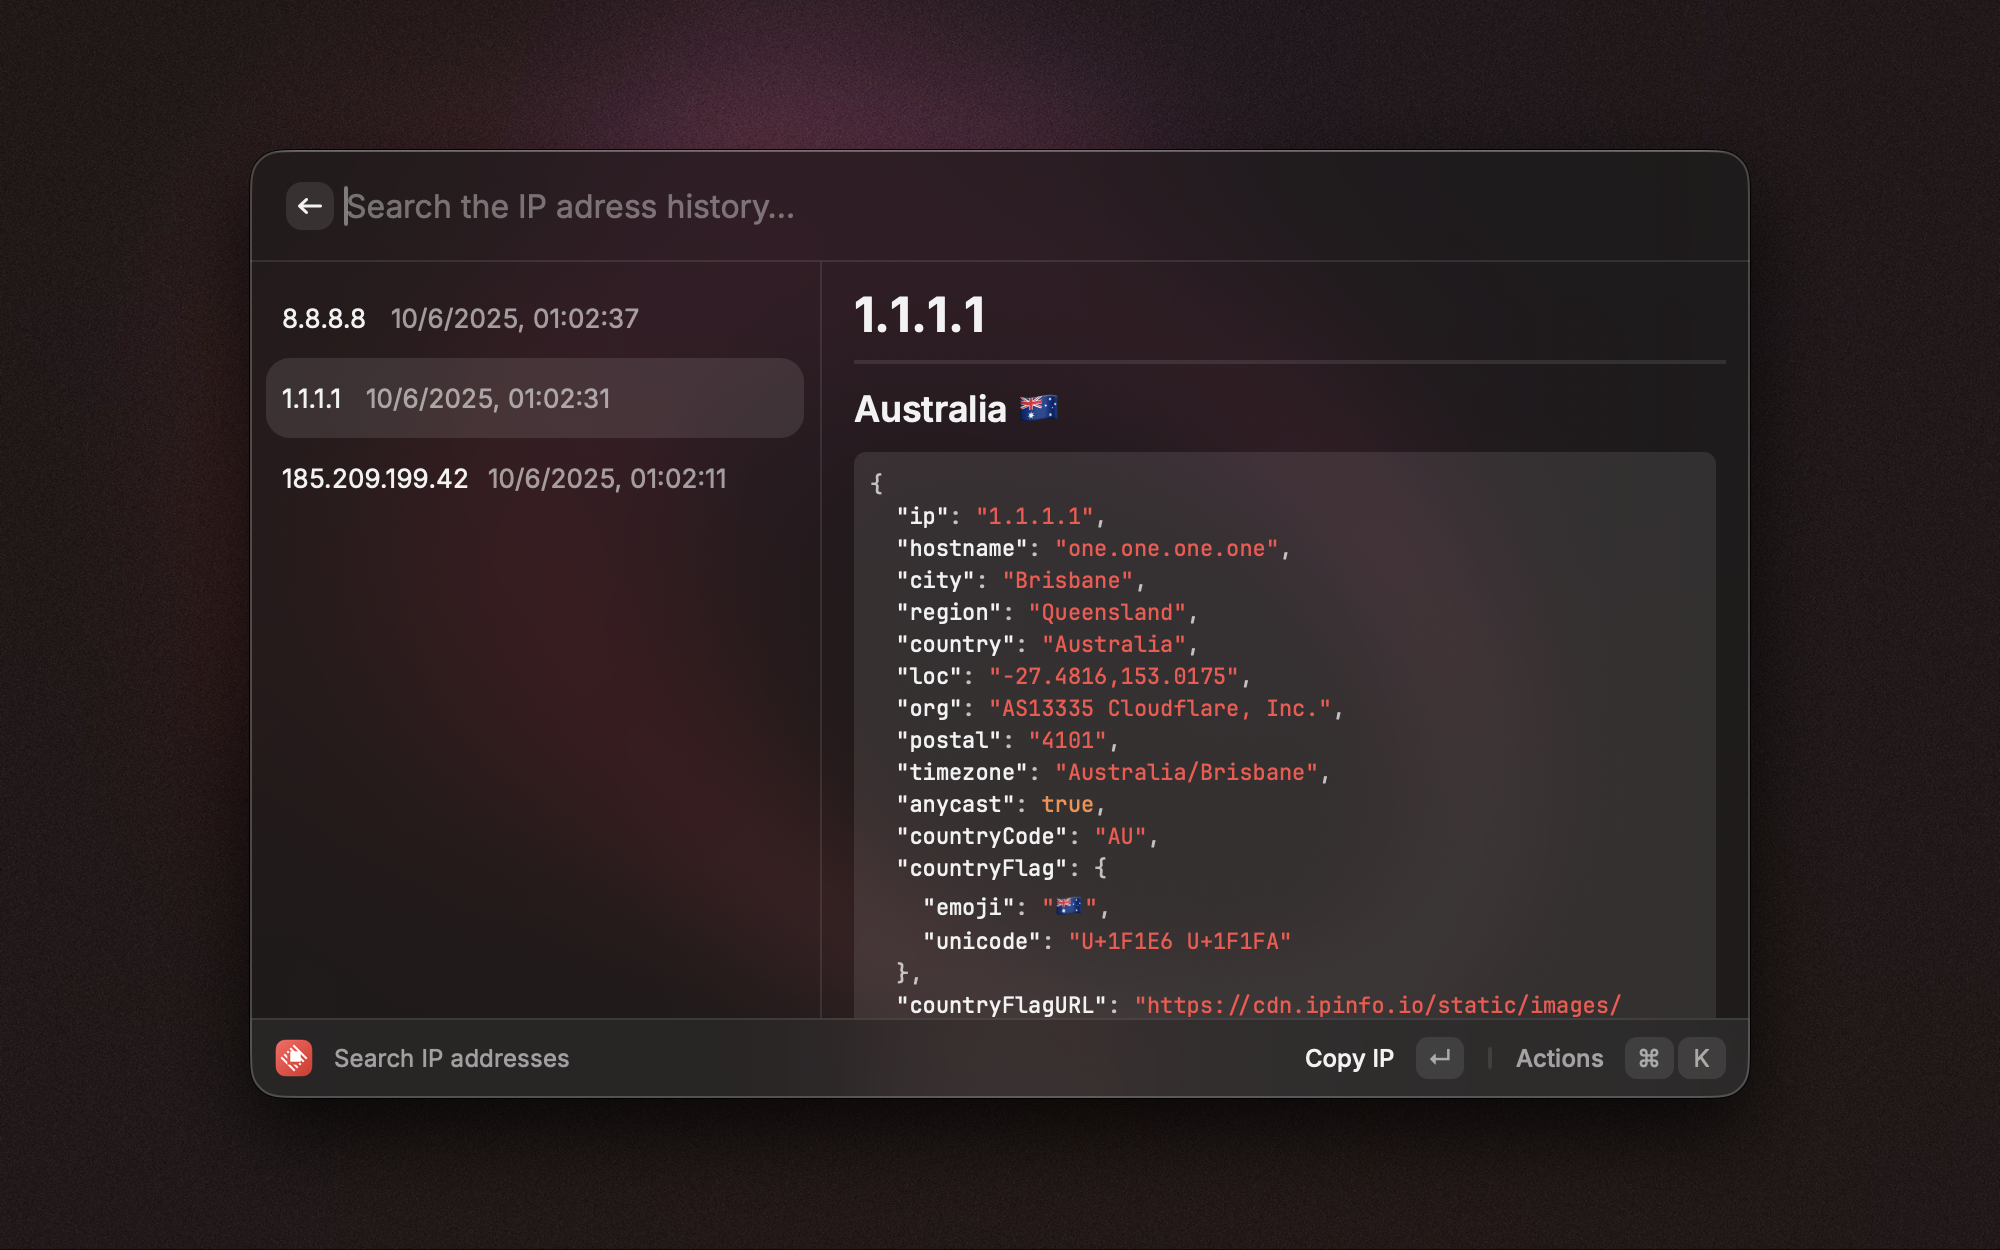 Search the IP adress history...
8.8.8.8 10/6/2025, 01:02:37
1.1.1.1 10/6/2025, 01:02:31
185.209.199.42 10/6/2025, 01:02:11
1.1.1.1
Australia 🇦🇺
{
"ip": "1.1.1.1",
"hostname": "one.one.one.one",
"city": "Brisbane",
"region": "Queensland",
"country": "Australia",
"loc": "-27.4816,153.0175",
"org": "AS13335 Cloudflare, Inc.",
"postal": "4101",
"timezone": "Australia/Brisbane",
"anycast": true,
"countryCode": "AU",
"countryFlag": {
"emoji": "🇦🇺",
"unicode": "U+1F1E6 U+1F1FA"
},
"countryFlagURL": "https://cdn.ipinfo.io/static/images/
Search IP addresses
Copy IP ↵ | Actions ⌘ K